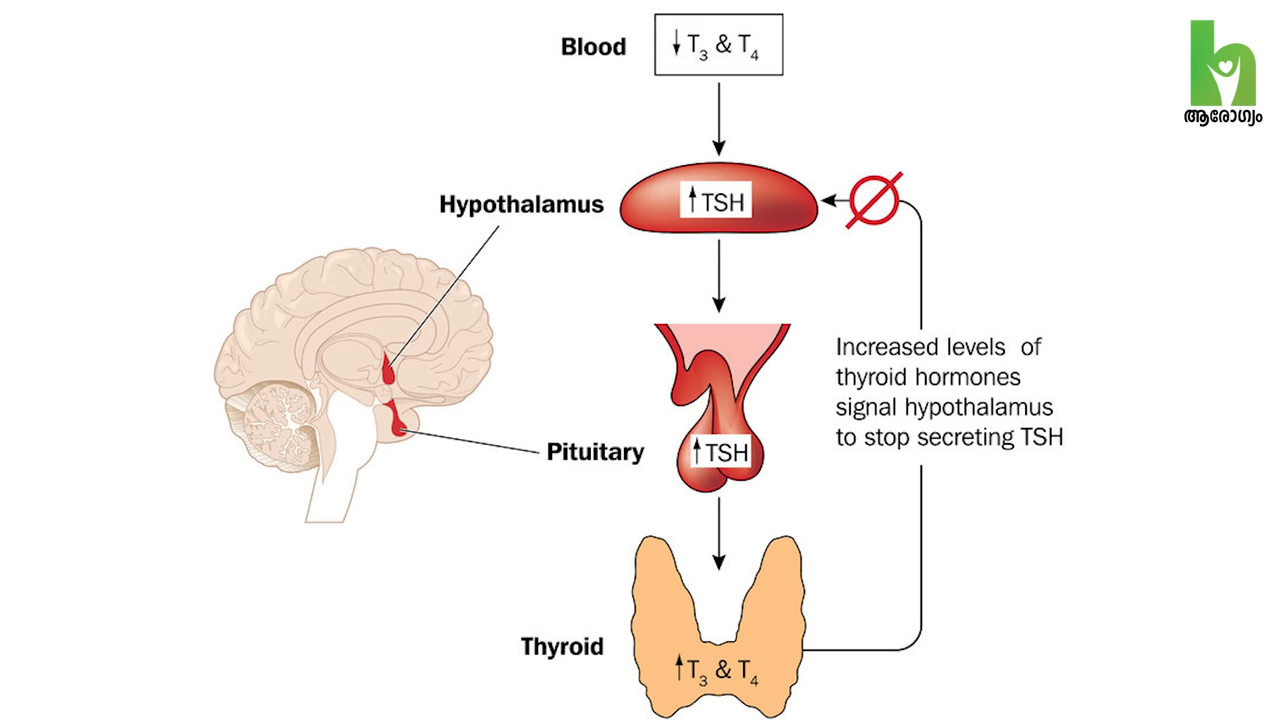 Blood
↓ T3 & T4
ആരോഗ്യം
Hypothalamus
↑ TSH
Increased levels of
thyroid hormones
signal hypothalamus
to stop secreting TSH
Pituitary
↑ TSH
Thyroid
↑ T3 & T4